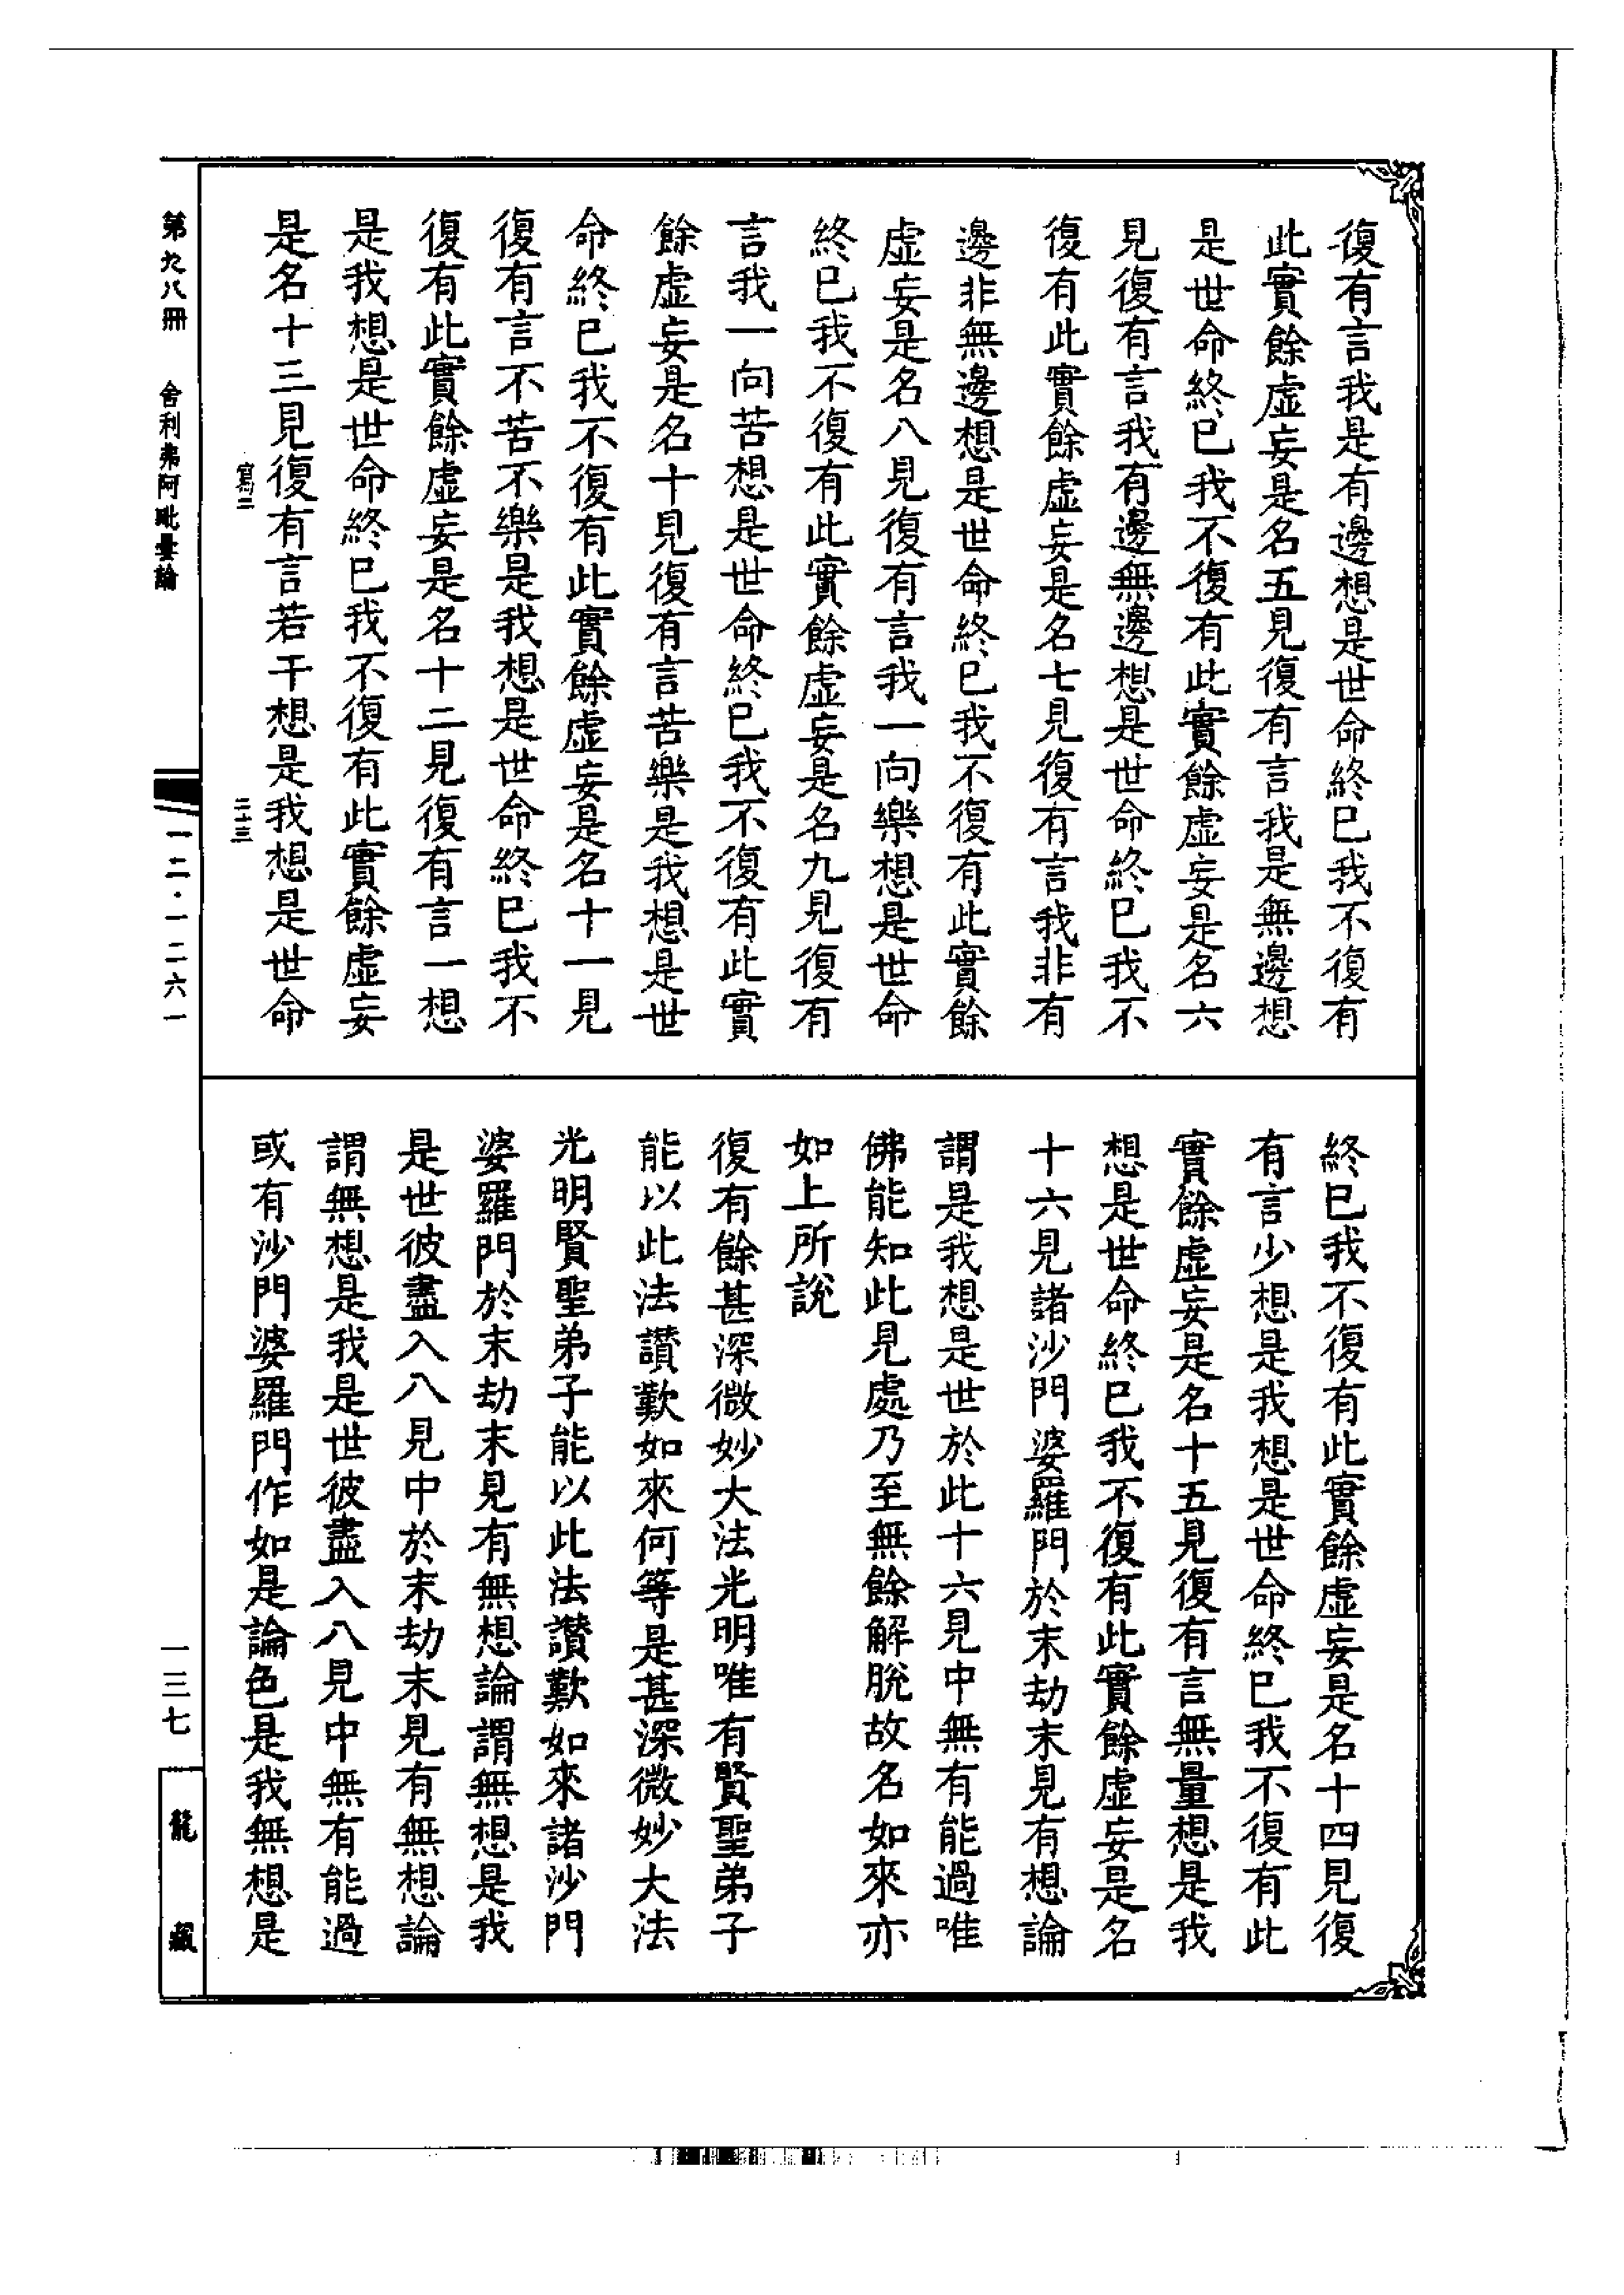 復有言我是有邊想是世命終已我不復有
此實餘虛妄是名五見復有言我是無邊想
是世命終已我不復有此實餘虛妄是名六
見復有言我有邊無邊想是世命終已我不
復有此實餘虛妄是名七見復有言我非有
邊非無邊想是世命終已我不復有此實餘
虛妄是名八見復有言我一向樂想是世命
終已我不復有此實餘虛妄是名九見復有
言我一向苦想是世命終已我不復有此實
餘虛妄是名十見復有言苦樂是我想是世
命終已我不復有此實餘虛妄是名十一見
復有言不苦不樂是我想是世命終已我不
復有此實餘虛妄是名十二見復有言一想
是我想是世命終已我不復有此實餘虛妄
是名十三見復有言若干想是我想是世命
寫三 二十三
終已我不復有此實餘虛妄是名十四見復
有言少想是我想是世命終已我不復有此
實餘虛妄是名十五見復有言無量想是我
想是世命終已我不復有此實餘虛妄是名
十六見諸沙門婆羅門於末劫末見有想論
謂是我想是世於此十六見中無有能過唯
佛能知此見處乃至無餘解脫故名如來亦
如上所說
復有餘甚深微妙大法光明唯有賢聖弟子
能以此法讚歎如來何等是甚深微妙大法
光明賢聖弟子能以此法讚歎如來諸沙門
婆羅門於末劫末見有無想論謂無想是我
是世彼盡入八見中於末劫末見有無想論
謂無想是我是世彼盡入八見中無有能過
或有沙門婆羅門作如是論色是我無想是
第九八冊 舍利弗阿毗曇論
一二・一二六一
一三七
龍藏